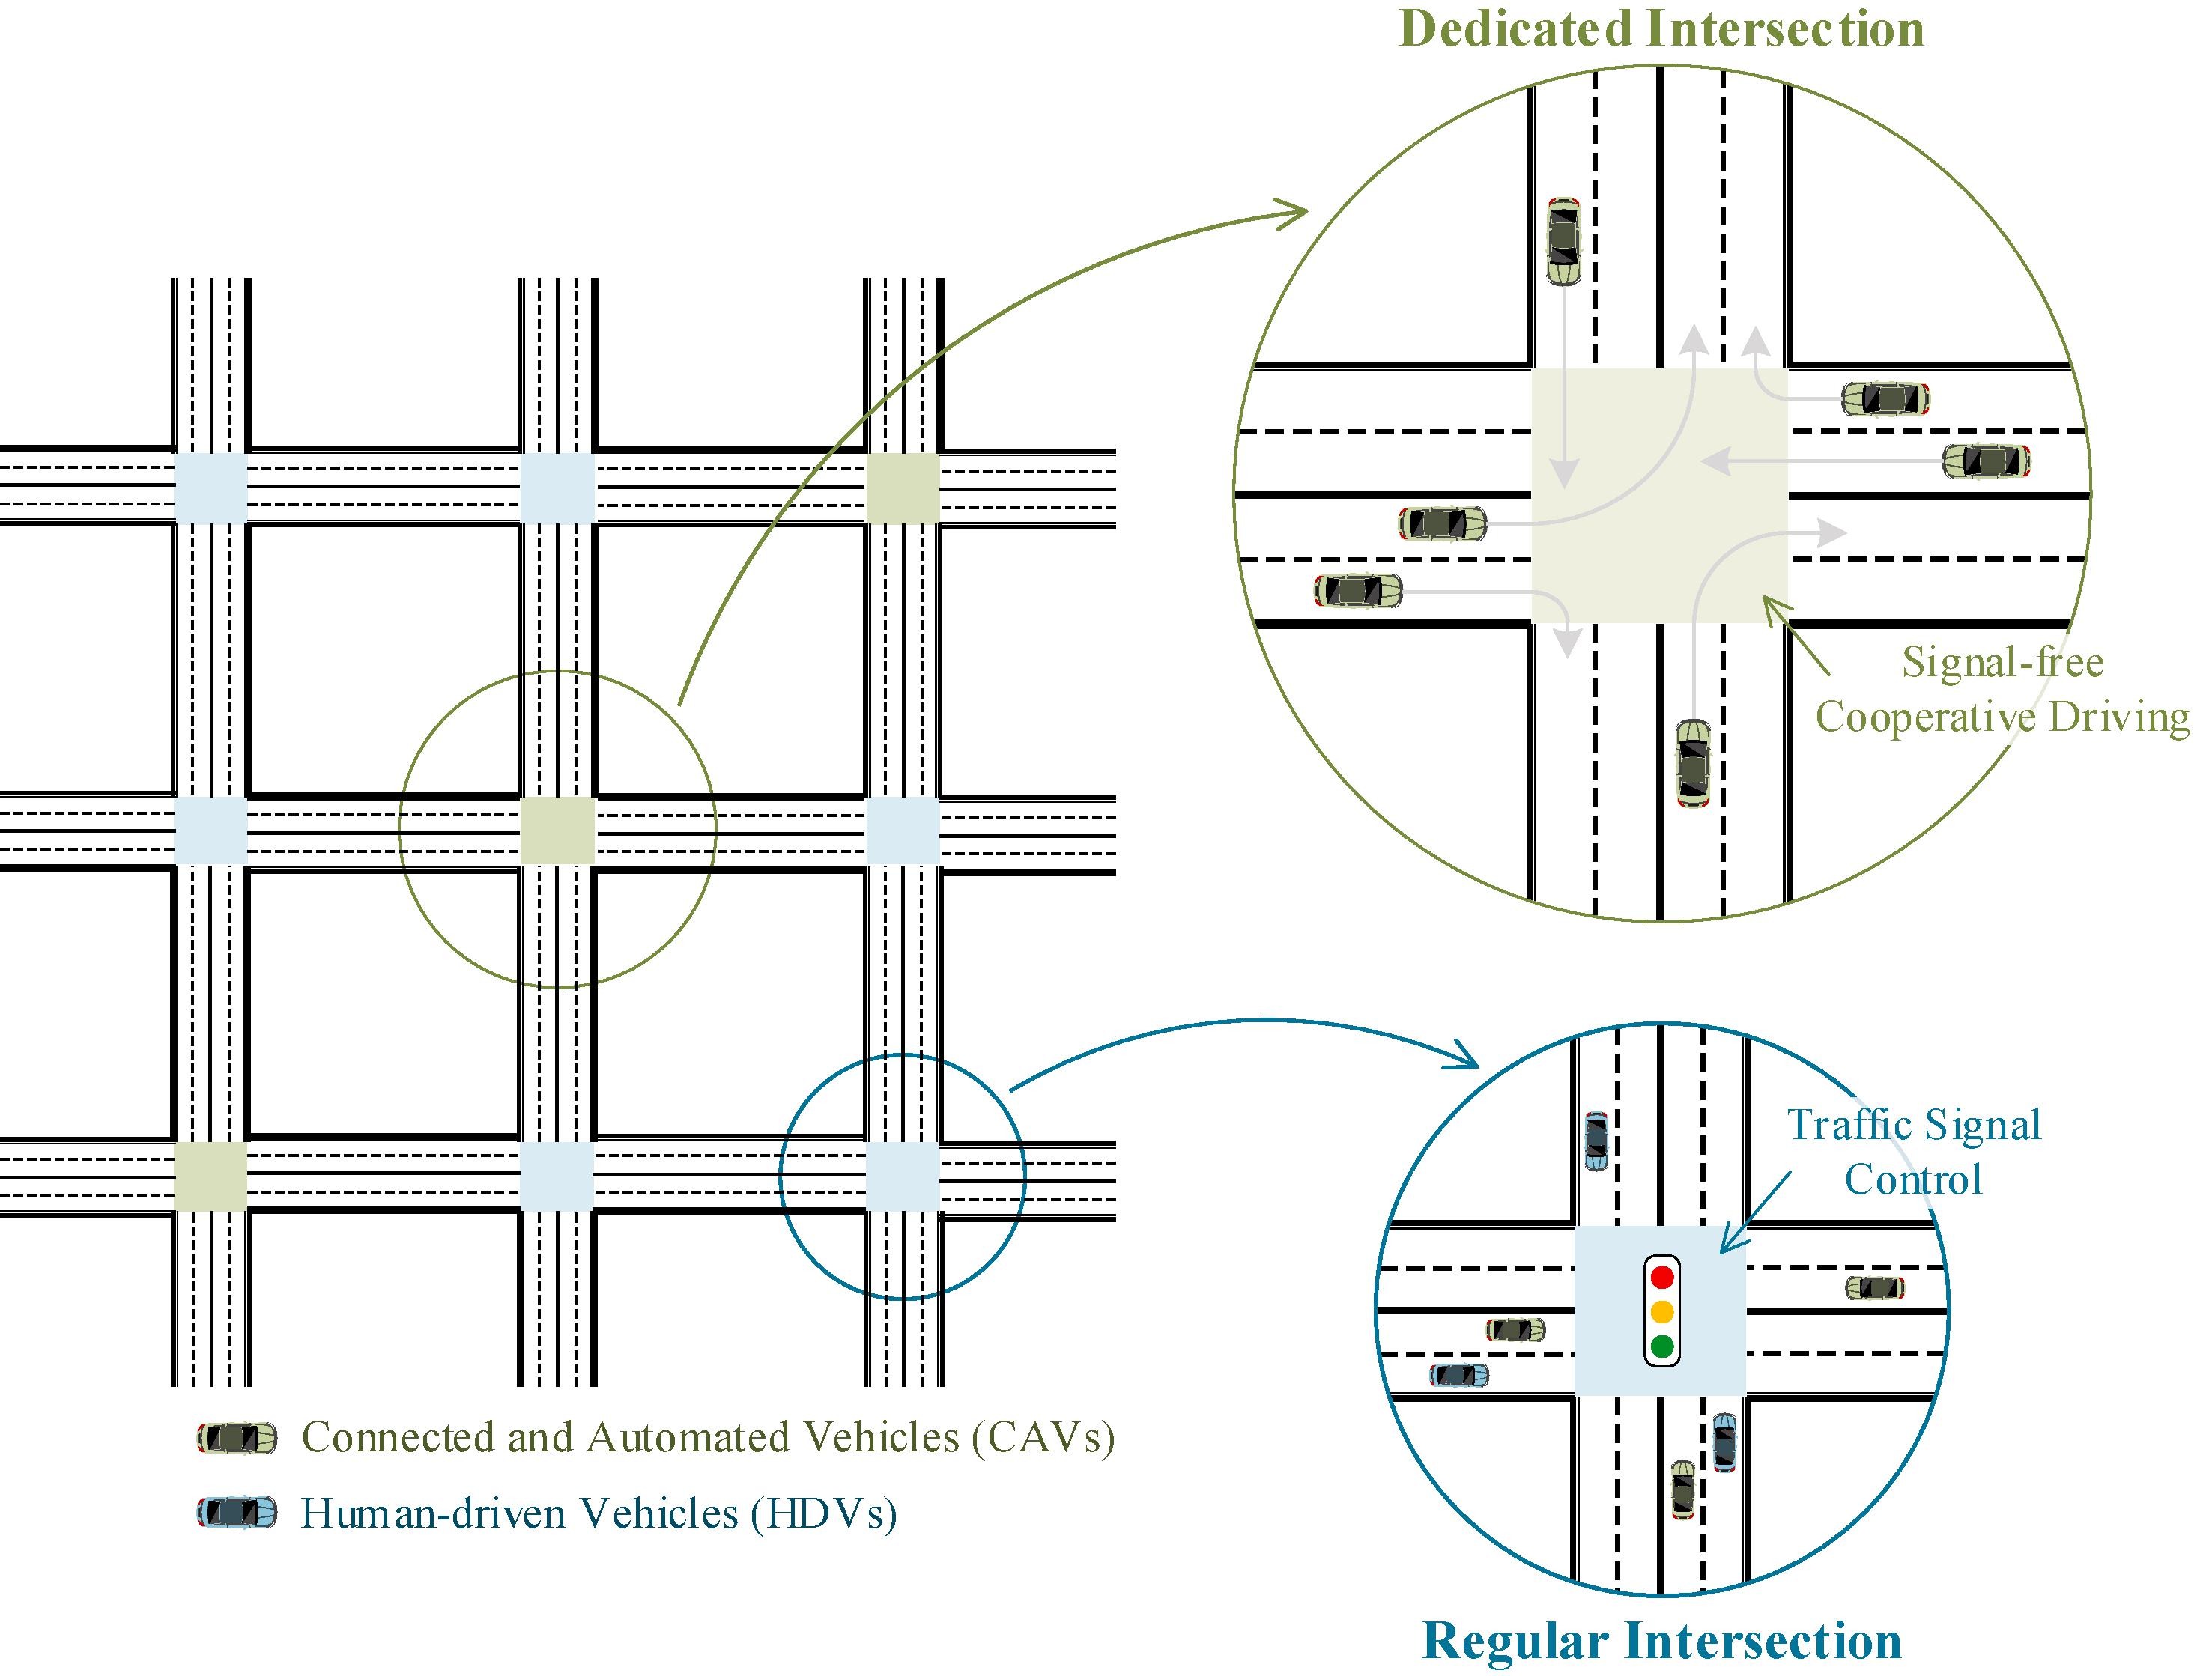 Dedicated Intersection
Signal-free
Cooperative Driving
Traffic Signal
Control
Connected and Automated Vehicles (CAVs)
Human-driven Vehicles (HDVs)
Regular Intersection